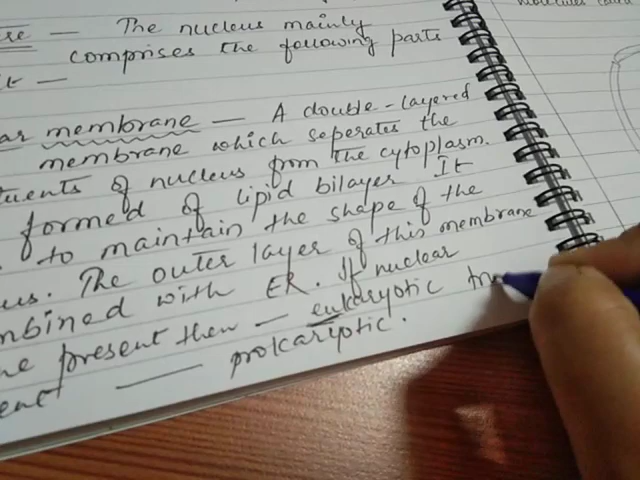 — The nucleus mainly
comprises the following parts
it —
membrane — A double-layered
membrane which seperates the
of nucleus from the cytoplasm.
formed of lipid bilayer. It
to maintain the shape of the
The outer layer of this membrane
with ER. If nuclear
present then — eukaryotic
— prokaryiptic.